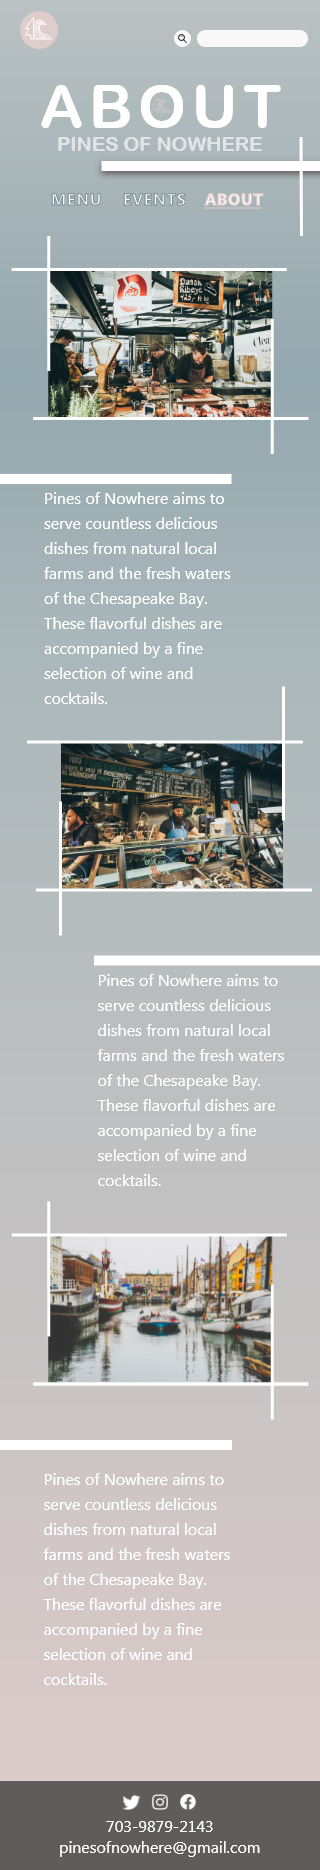 ABOUT
PINES OF NOWHERE
MENU EVENTS ABOUT
Dansk
Ribeye
Pines of Nowhere aims to
serve countless delicious
dishes from natural local
farms and the fresh waters
of the Chesapeake Bay.
These flavorful dishes are
accompanied by a fine
selection of wine and
cocktails.
Pines of Nowhere aims to
serve countless delicious
dishes from natural local
farms and the fresh waters
of the Chesapeake Bay.
These flavorful dishes are
accompanied by a fine
selection of wine and
cocktails.
Pines of Nowhere aims to
serve countless delicious
dishes from natural local
farms and the fresh waters
of the Chesapeake Bay.
These flavorful dishes are
accompanied by a fine
selection of wine and
cocktails.
703-9879-2143
pinesofnowhere@gmail.com